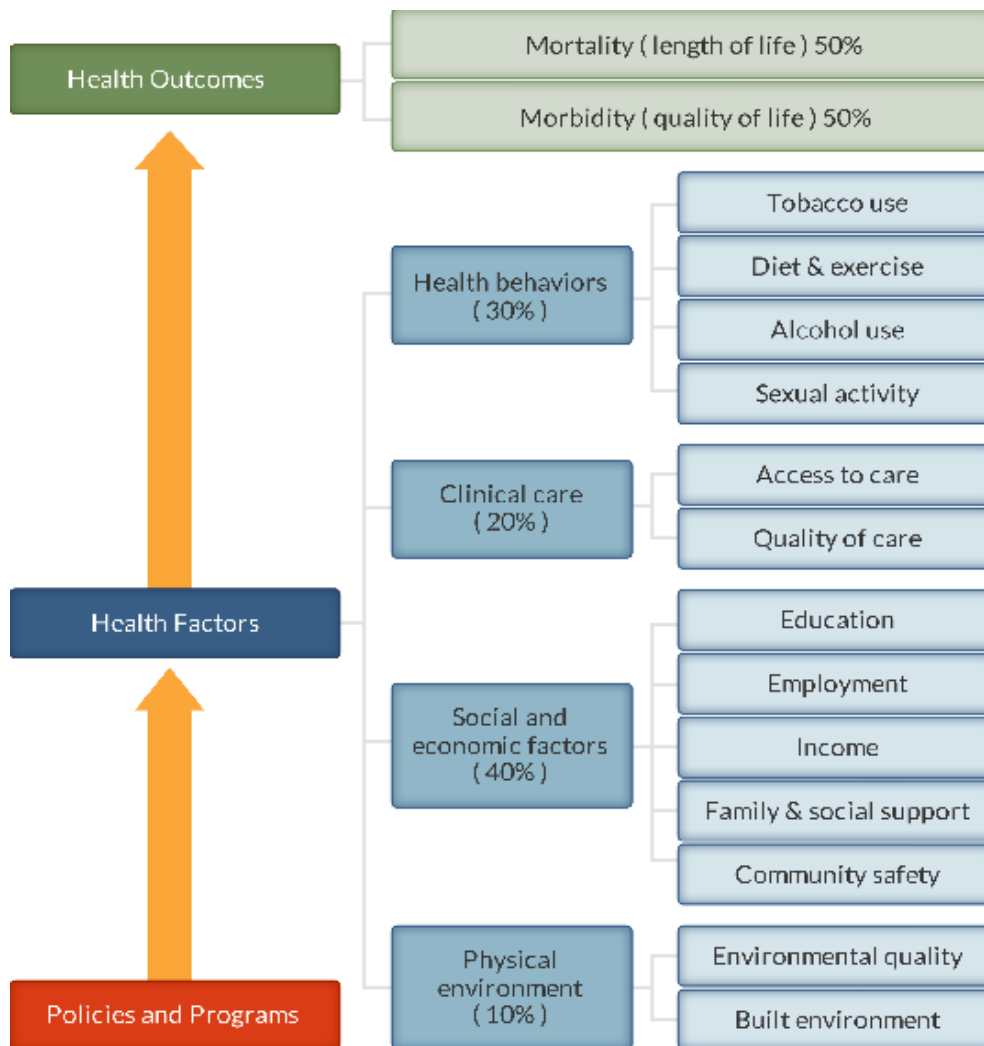 Health Outcomes
Mortality ( length of life ) 50%
Morbidity ( quality of life ) 50%
Health Factors
Health behaviors
( 30% )
Tobacco use
Diet & exercise
Alcohol use
Sexual activity
Clinical care
( 20% )
Access to care
Quality of care
Social and
economic factors
( 40% )
Education
Employment
Income
Family & social support
Community safety
Physical
environment
( 10% )
Environmental quality
Built environment
Policies and Programs